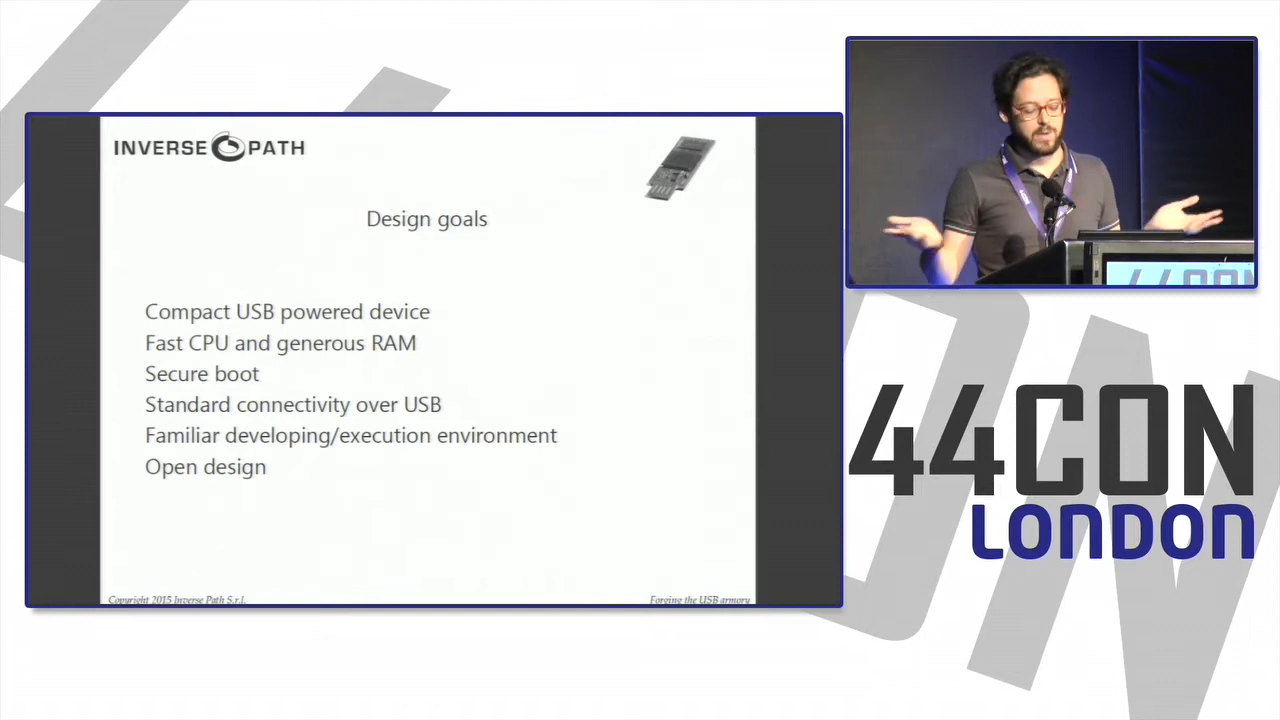 INVERSE PATH
Design goals
Compact USB powered device
Fast CPU and generous RAM
Secure boot
Standard connectivity over USB
Familiar developing/execution environment
Open design
Copyright 2015 Inverse Path S.r.l.
Forging the USB armory
44CON
44CON
LONDON